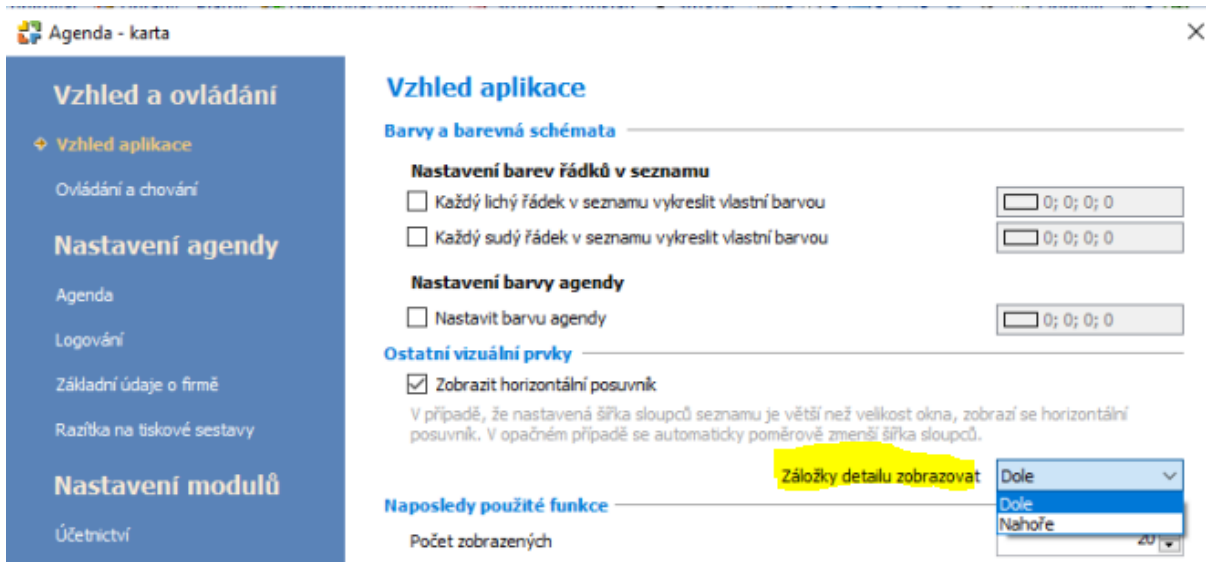 Agenda - karta
Vzhled a ovládání
Vzhled aplikace
Ovládání a chování
Nastavení agendy
Agenda
Logování
Základní údaje o firmě
Razítka na tiskové sestavy
Nastavení modulů
Účetnictví
Vzhled aplikace
Barvy a barevná schémata
Nastavení barev řádků v seznamu
Každý lichý řádek v seznamu vykreslit vlastní barvou
0; 0; 0; 0
Každý sudý řádek v seznamu vykreslit vlastní barvou
0; 0; 0; 0
Nastavení barvy agendy
Nastavit barvu agendy
0; 0; 0; 0
Ostatní vizuální prvky
Zobrazit horizontální posuvník
V případě, že nastavená šířka sloupců seznamu je větší než velikost okna, zobrazí se horizontální
posuvník. V opačném případě se automaticky poměrově zmenší šířka sloupců.
Záložky detailu zobrazovat
Dole
Dole
Nahoře
Naposledy použité funkce
Počet zobrazených
20